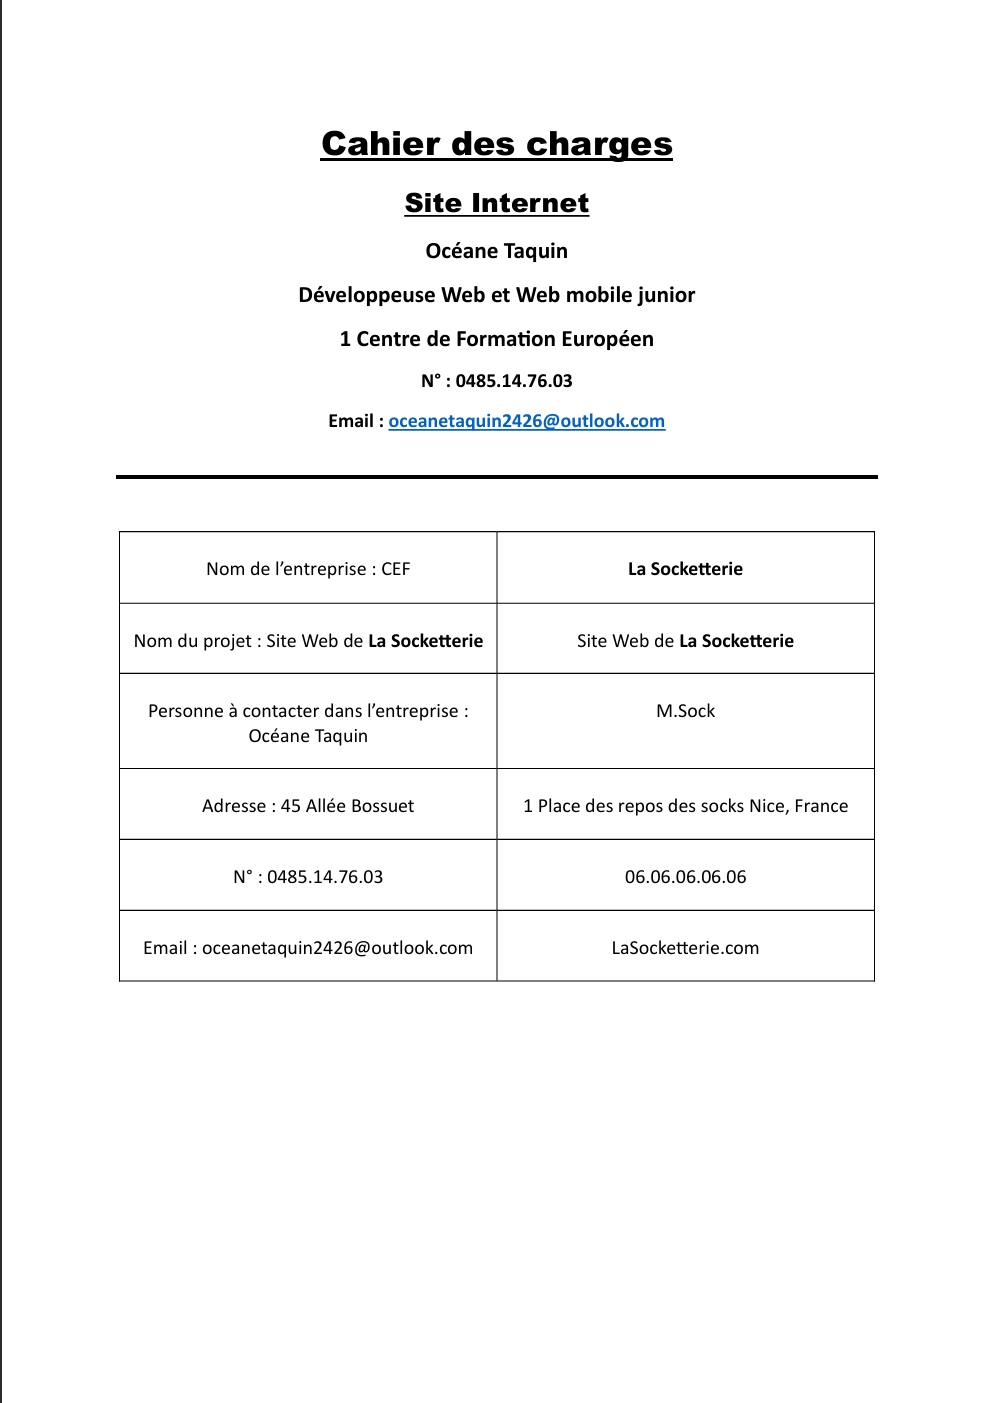 Cahier des charges
Site Internet
Océane Taquin
Développeuse Web et Web mobile junior
1 Centre de Formation Européen
N° : 0485.14.76.03
Email : oceanetaquin2426@outlook.com
Nom de l’entreprise : CEF
La Socketterie
Nom du projet : Site Web de La Socketterie
Site Web de La Socketterie
Personne à contacter dans l’entreprise :
Océane Taquin
M.Sock
Adresse : 45 Allée Bossuet
1 Place des repos des socks Nice, France
N° : 0485.14.76.03
06.06.06.06.06
Email : oceanetaquin2426@outlook.com
LaSocketterie.com